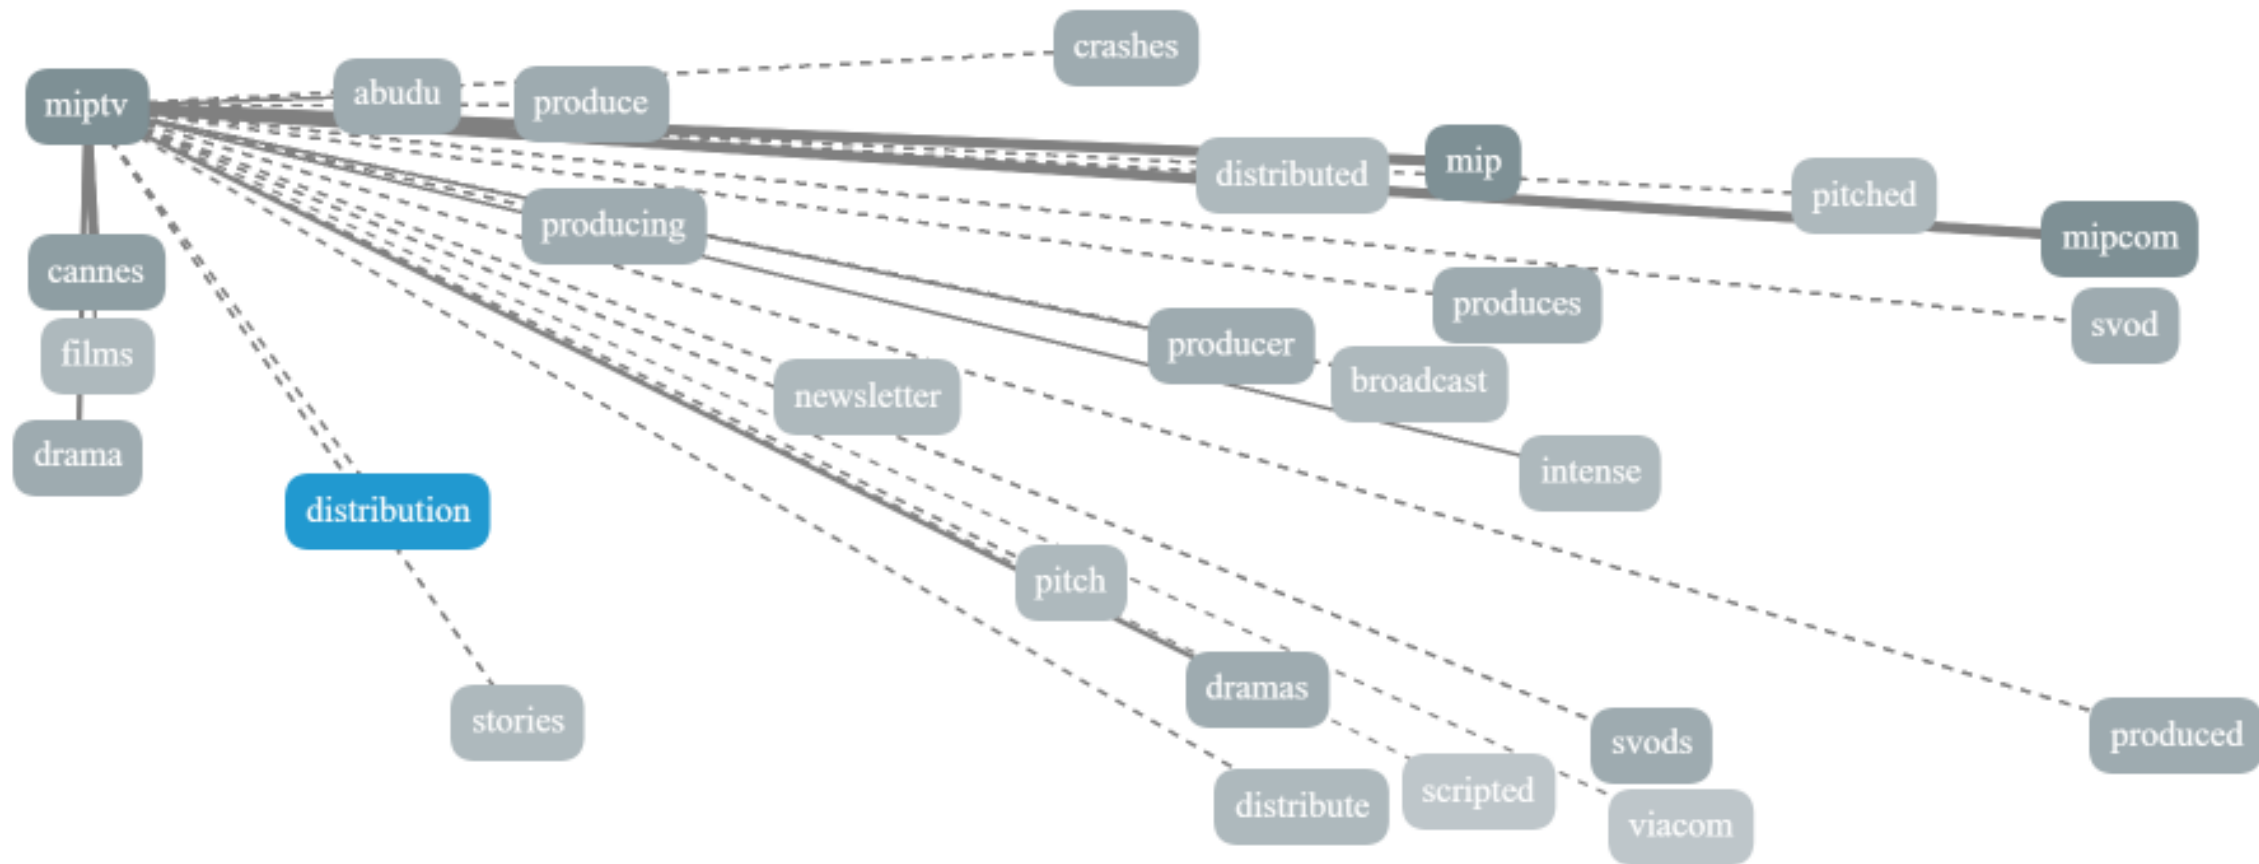 crashes
miptv
abudu
produce
mip
distributed
pitched
producing
mipcom
cannes
produces
svod
films
producer
broadcast
newsletter
drama
intense
distribution
pitch
dramas
stories
svods
produced
scripted
distribute
viacom